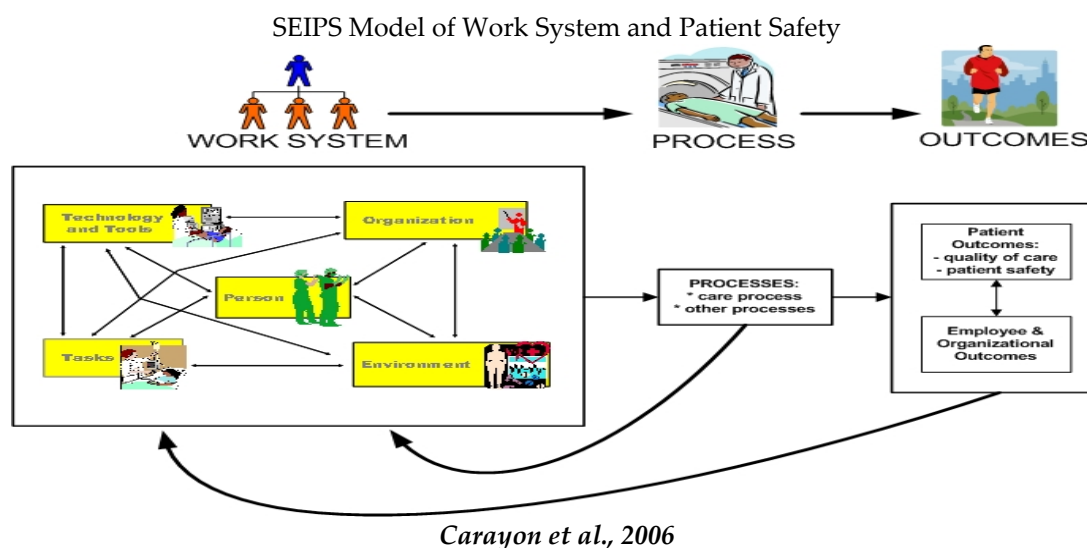 SEIPS Model of Work System and Patient Safety
WORK SYSTEM
PROCESS
OUTCOMES
Technology
and Tools
Organization
Person
Tasks
Environment
PROCESSES:
* care process
* other processes
Patient
Outcomes:
- quality of care
- patient safety
Employee &
Organizational
Outcomes
Carayon et al., 2006